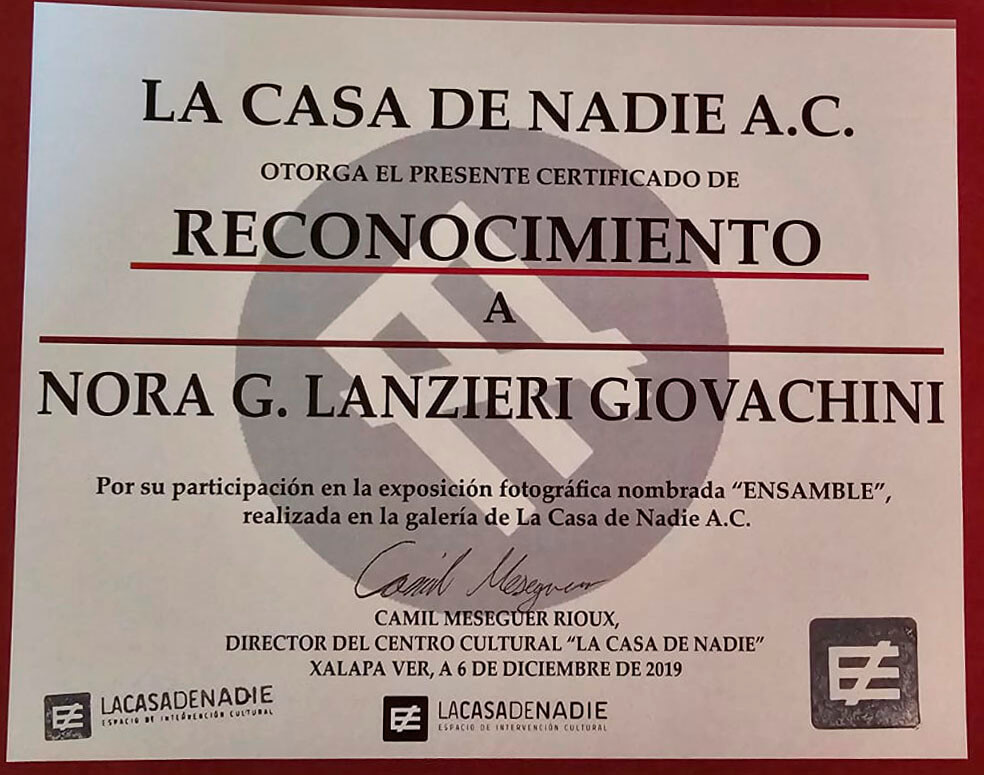 LA CASA DE NADIE A.C.
OTORGA EL PRESENTE CERTIFICADO DE
RECONOCIMIENTO
A
NORA G. LANZIERI GIOVACHINI
Por su participación en la exposición fotográfica nombrada “ENSAMBLE”,
realizada en la galería de La Casa de Nadie A.C.
Camil Meseguer
CAMIL MESEGUER RIOUX,
DIRECTOR DEL CENTRO CULTURAL “LA CASA DE NADIE”
XALAPA VER, A 6 DE DICIEMBRE DE 2019
LACASADENADIE
ESPACIO DE INTERVENCIÓN CULTURAL
LACASADENADIE
ESPACIO DE INTERVENCIÓN CULTURAL